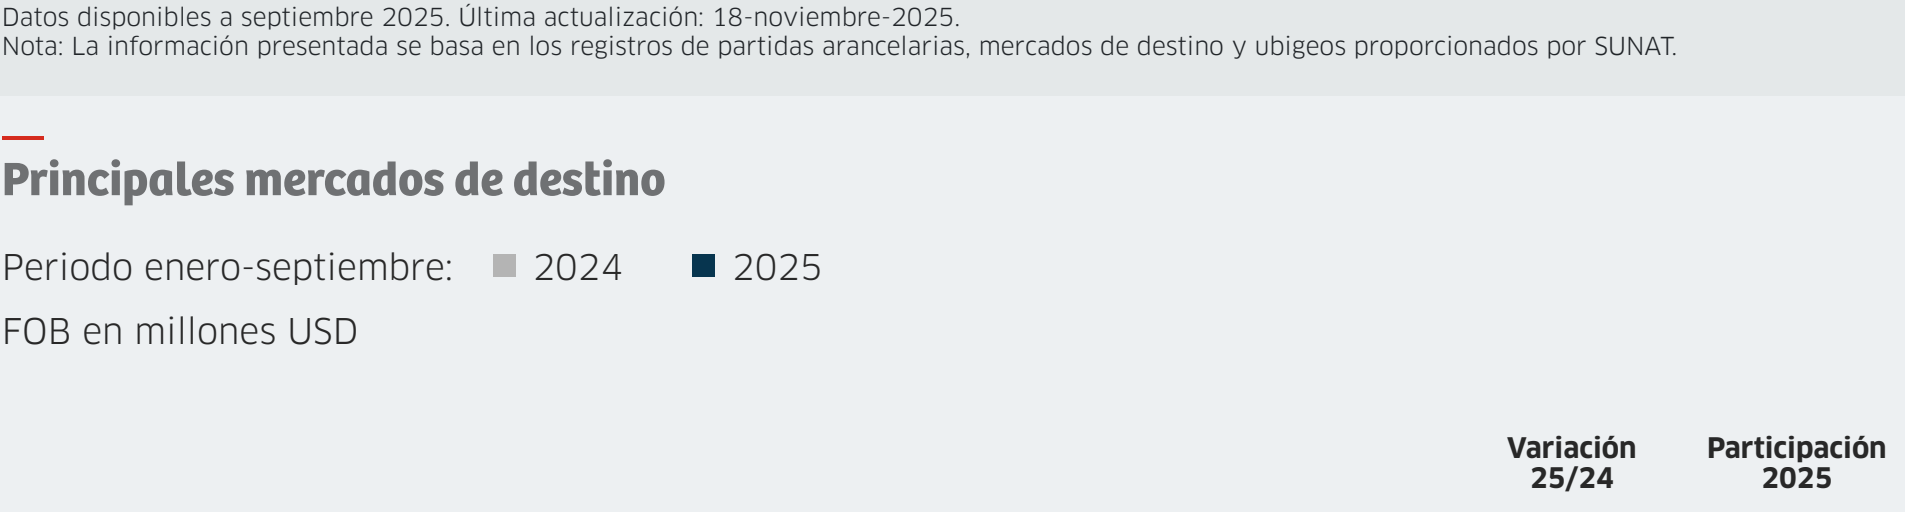 Datos disponibles a septiembre 2025. Última actualización: 18-noviembre-2025.
Nota: La información presentada se basa en los registros de partidas arancelarias, mercados de destino y ubigeos proporcionados por SUNAT.
Principales mercados de destino
Periodo enero-septiembre: 2024 2025
FOB en millones USD
Variación Participación
25/24 2025